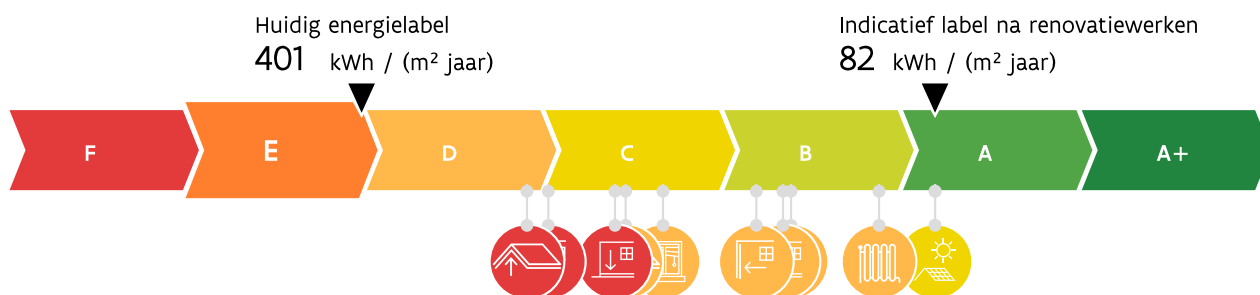 Huidig energielabel
401 kWh / (m² jaar)
Indicatief label na renovatiewerken
82 kWh / (m² jaar)
F
E
D
C
B
A
A+